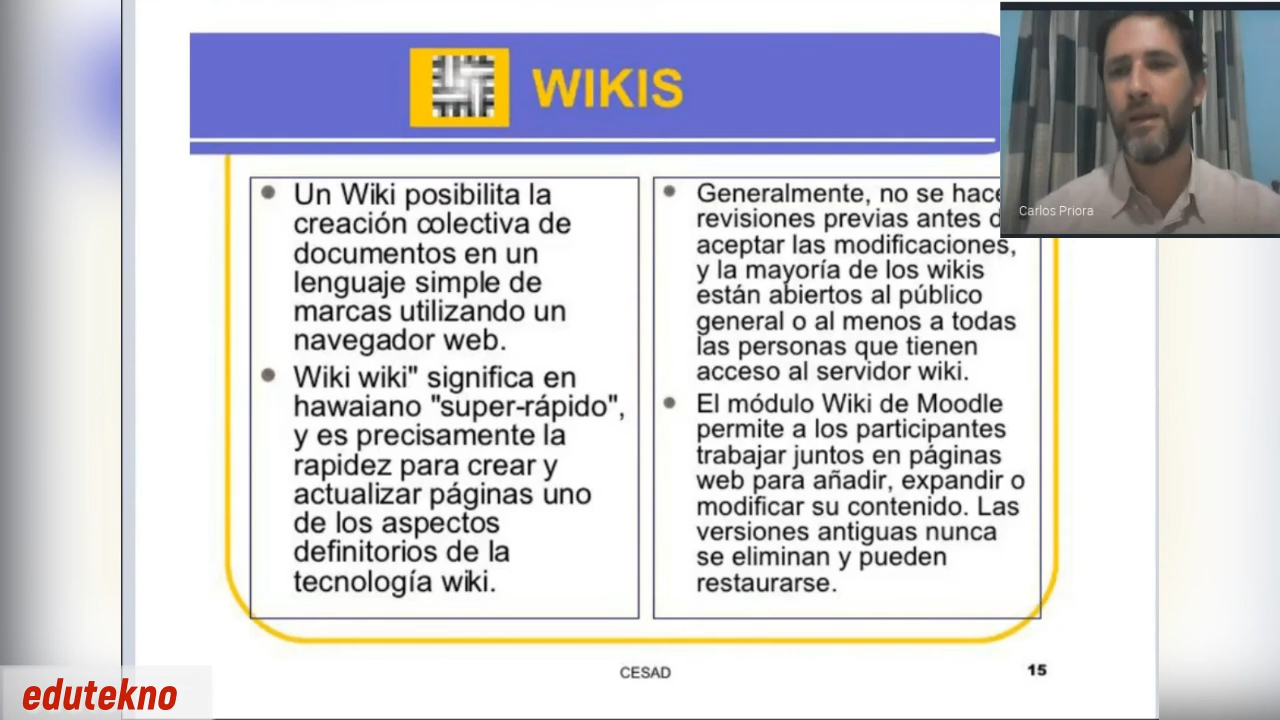 WIKIS
Un Wiki posibilita la
creación colectiva de
documentos en un
lenguaje simple de
marcas utilizando un
navegador web.
Wiki wiki" significa en
hawaiano "super-rápido",
y es precisamente la
rapidez para crear y
actualizar páginas uno
de los aspectos
definitorios de la
tecnología wiki.
Generalmente, no se hace
revisiones previas antes
aceptar las modificaciones,
y la mayoría de los wikis
están abiertos al público
general o al menos a todas
las personas que tienen
acceso al servidor wiki.
El módulo Wiki de Moodle
permite a los participantes
trabajar juntos en páginas
web para añadir, expandir o
modificar su contenido. Las
versiones antiguas nunca
se eliminan y pueden
restaurarse.
Carlos Priora
CESAD
15
edutekno